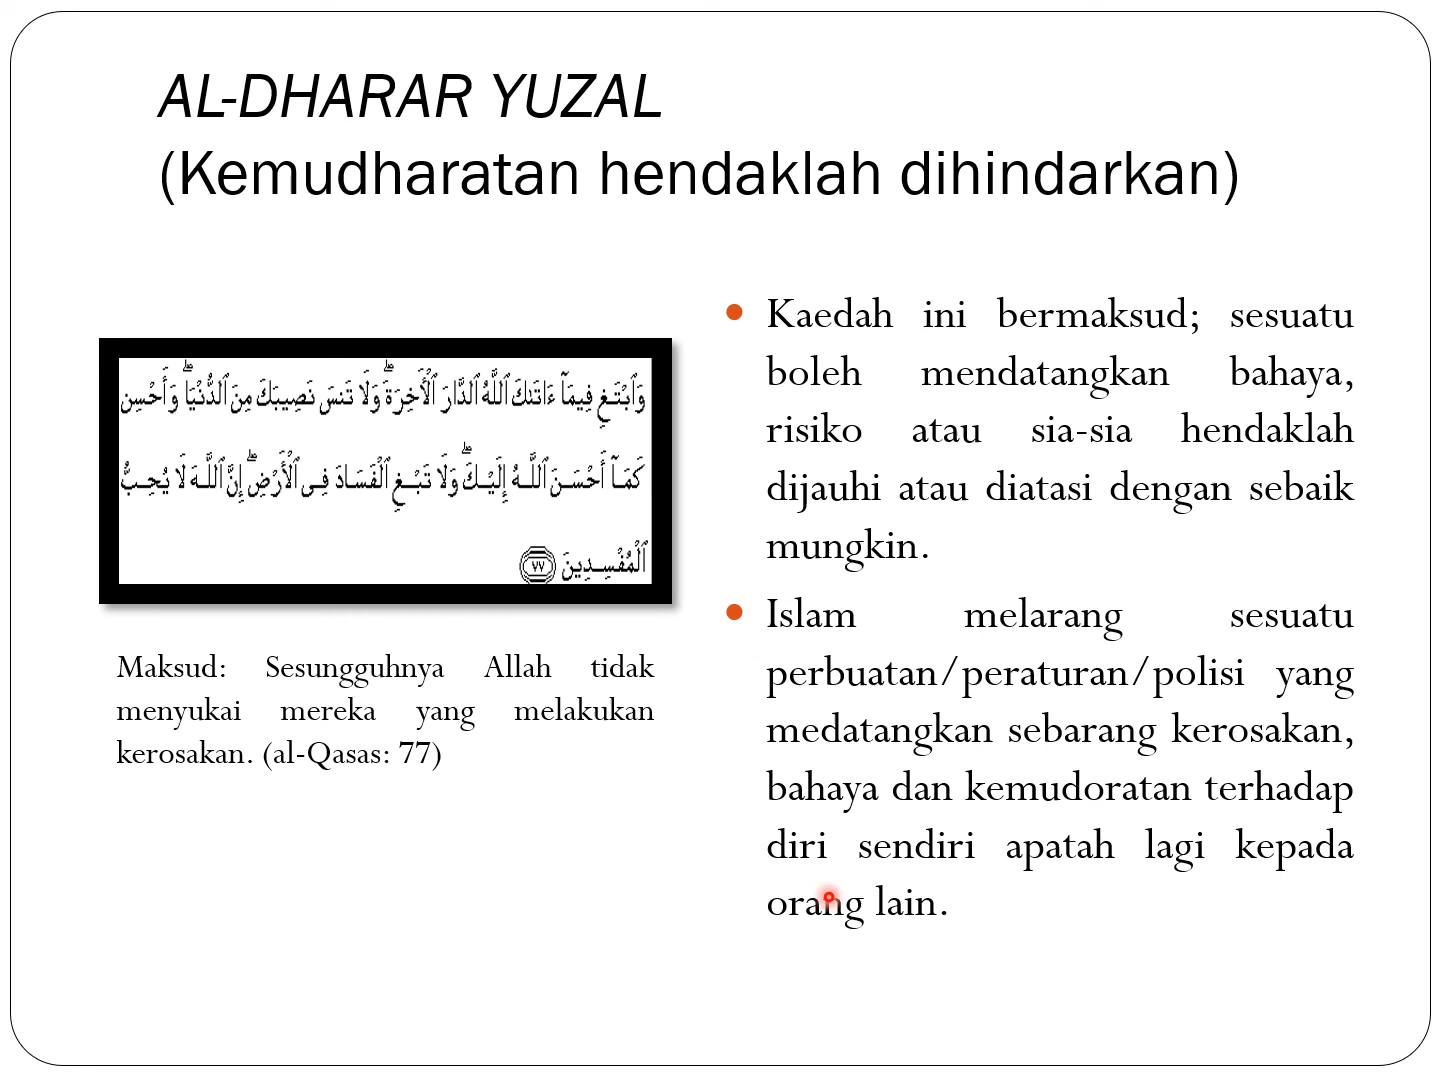 AL-DHARAR YUZAL
(Kemudharatan hendaklah dihindarkan)
وَٱبْتَغِ فِيمَآ ءَاتَىٰكَ ٱللَّهُ ٱلدَّارَ ٱلْأَخِرَةَ ۖ وَلَا تَنسَ نَصِيبَكَ مِنَ ٱلدُّنْيَا ۖ وَأَحْسِن
كَمَآ أَحْسَنَ ٱللَّهُ إِلَيْكَ ۖ وَلَا تَبْغِ ٱلْفَسَادَ فِى ٱلْأَرْضِ ۖ إِنَّ ٱللَّهَ لَا يُحِبُّ
ٱلْمُفْسِدِينَ ٧٧
Maksud: Sesungguhnya Allah tidak
menyukai mereka yang melakukan
kerosakan. (al-Qasas: 77)
Kaedah ini bermaksud; sesuatu
boleh mendatangkan bahaya,
risiko atau sia-sia hendaklah
dijauhi atau diatasi dengan sebaik
mungkin.
Islam melarang sesuatu
perbuatan/peraturan/polisi yang
medatangkan sebarang kerosakan,
bahaya dan kemudoratan terhadap
diri sendiri apatah lagi kepada
orang lain.